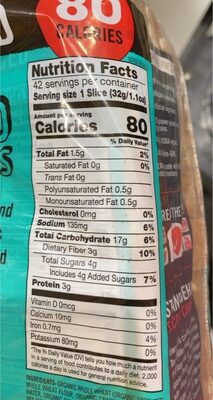 80
CALORIES
Nutrition Facts
42 servings per container
Serving size 1 Slice (32g/1.1oz)
Amount per serving
Calories 80
% Daily Value*
Total Fat 1.5g 2%
Saturated Fat 0g 0%
Trans Fat 0g
Polyunsaturated Fat 0.5g
Monounsaturated Fat 0.5g
Cholesterol 0mg 0%
Sodium 135mg 6%
Total Carbohydrate 17g 6%
Dietary Fiber 3g 10%
Total Sugars 4g
Includes 4g Added Sugars 7%
Protein 3g
Vitamin D 0mcg 0%
Calcium 10mg 0%
Iron 0.7mg 4%
Potassium 80mg 0%
*The % Daily Value (DV) tells you how much a nutrient
in a serving of food contributes to a daily diet. 2,000
calories a day is used for general nutrition advice.
INGREDIENTS: ORGANIC WHOLE WHEAT (ORGANIC